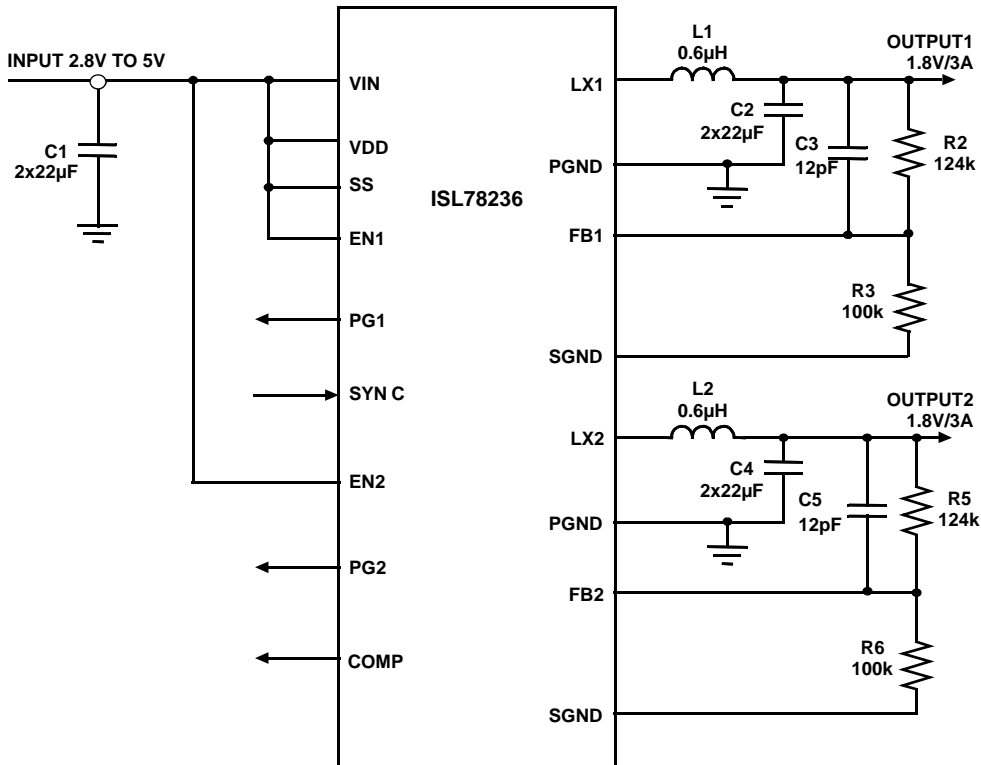 INPUT 2.8V TO 5V
C1
2x22µF
VIN
VDD
SS
EN1
PG1
SYN C
EN2
PG2
COMP
ISL78236
LX1
PGND
FB1
SGND
LX2
PGND
FB2
SGND
L1
0.6µH
OUTPUT1
1.8V/3A
C2
2x22µF
C3
12pF
R2
124k
R3
100k
L2
0.6µH
OUTPUT2
1.8V/3A
C4
2x22µF
C5
12pF
R5
124k
R6
100k